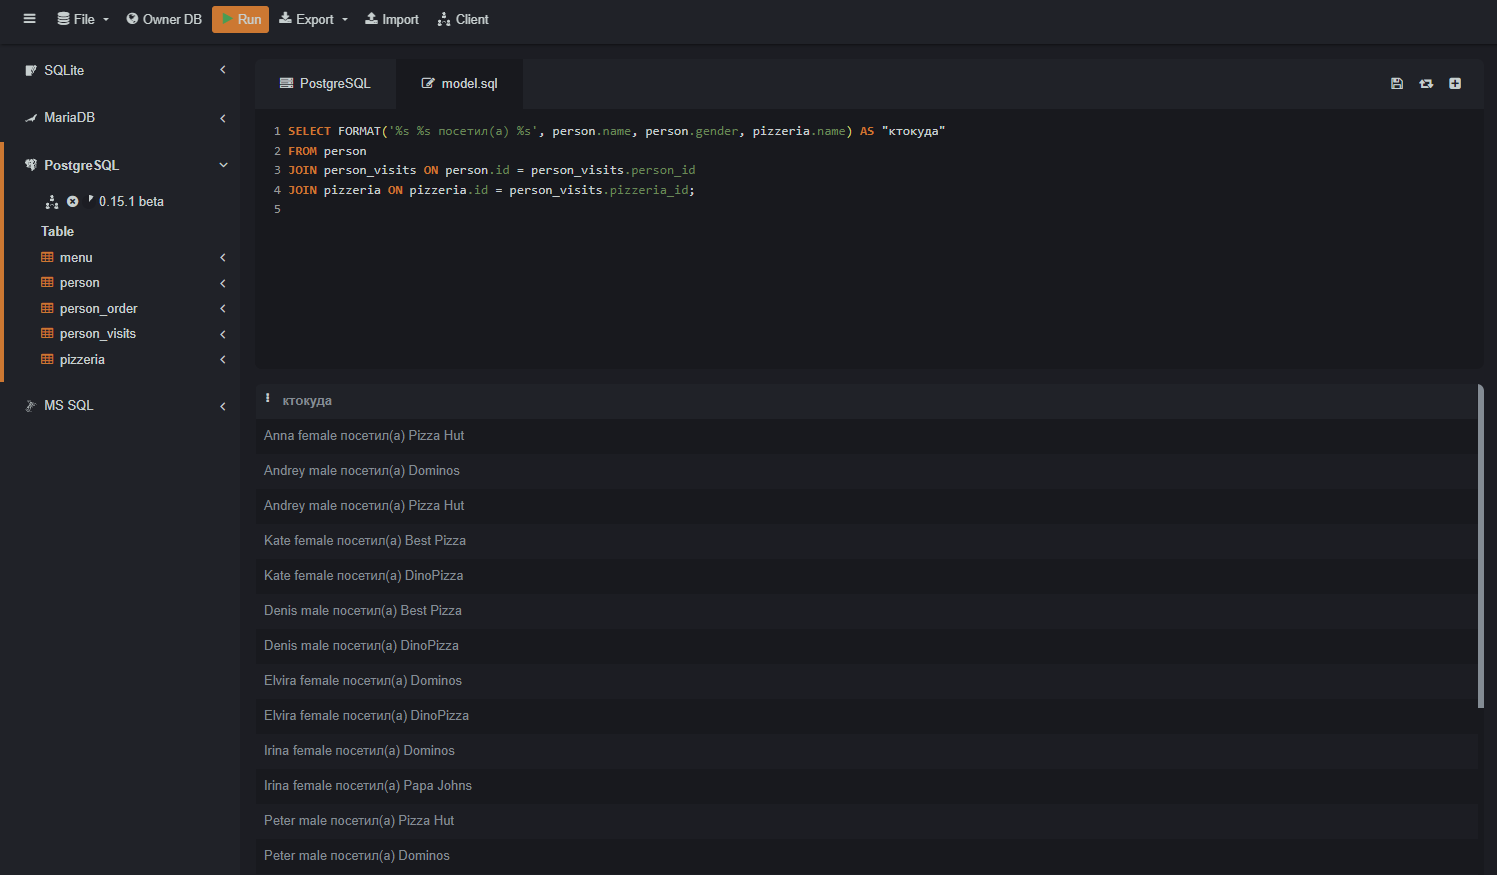 File Owner DB Run Export Import Client
SQLite
MariaDB
PostgreSQL
0.15.1 beta
Table
menu
person
person_order
person_visits
pizzeria
MS SQL
PostgreSQL model.sql
1 SELECT FORMAT('%s %s посетил(а) %s', person.name, person.gender, pizzeria.name) AS "ктокуда"
2 FROM person
3 JOIN person_visits ON person.id = person_visits.person_id
4 JOIN pizzeria ON pizzeria.id = person_visits.pizzeria_id;
5
ктокуда
Anna female посетил(а) Pizza Hut
Andrey male посетил(а) Dominos
Andrey male посетил(а) Pizza Hut
Kate female посетил(а) Best Pizza
Kate female посетил(а) DinoPizza
Denis male посетил(а) Best Pizza
Denis male посетил(а) DinoPizza
Elvira female посетил(а) Dominos
Elvira female посетил(а) DinoPizza
Irina female посетил(а) Dominos
Irina female посетил(а) Papa Johns
Peter male посетил(а) Pizza Hut
Peter male посетил(а) Dominos